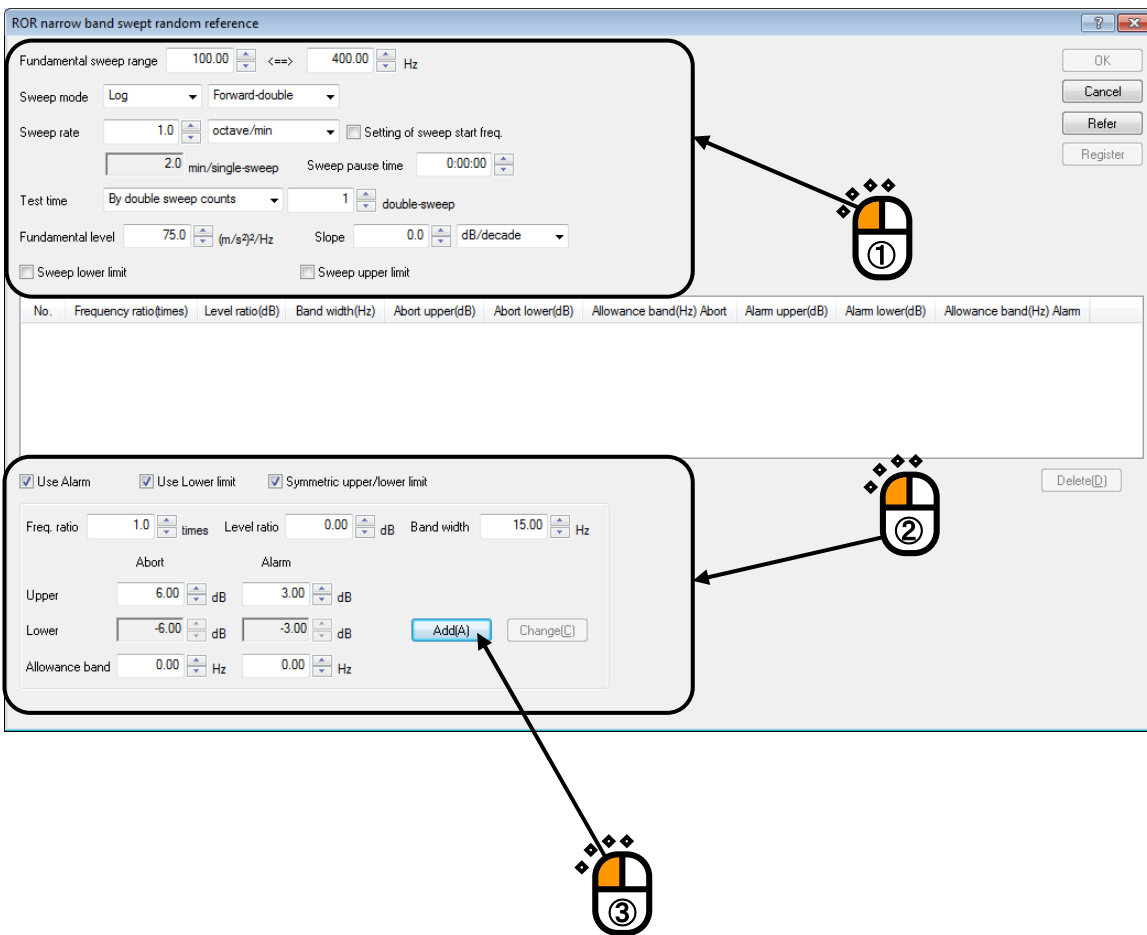 ROR narrow band swept random reference
Fundamental sweep range 100.00 <==> 400.00 Hz OK
Sweep mode Log Forward-double Cancel
Sweep rate 1.0 octave/min Setting of sweep start freq. Refer
2.0 min/single-sweep Sweep pause time 0:00:00 Register
Test time By double sweep counts 1 double-sweep
Fundamental level 75.0 (m/s²)²/Hz Slope 0.0 dB/decade
Sweep lower limit Sweep upper limit
①
No. Frequency ratio(times) Level ratio(dB) Band width(Hz) Abort upper(dB) Abort lower(dB) Allowance band(Hz) Abort Alarm upper(dB) Alarm lower(dB) Allowance band(Hz) Alarm
Use Alarm Use Lower limit Symmetric upper/lower limit Delete(D)
Freq. ratio 1.0 times Level ratio 0.00 dB Band width 15.00 Hz
②
Abort Alarm
Upper 6.00 dB 3.00 dB
Lower -6.00 dB -3.00 dB Add(A) Change(C)
Allowance band 0.00 Hz 0.00 Hz
③